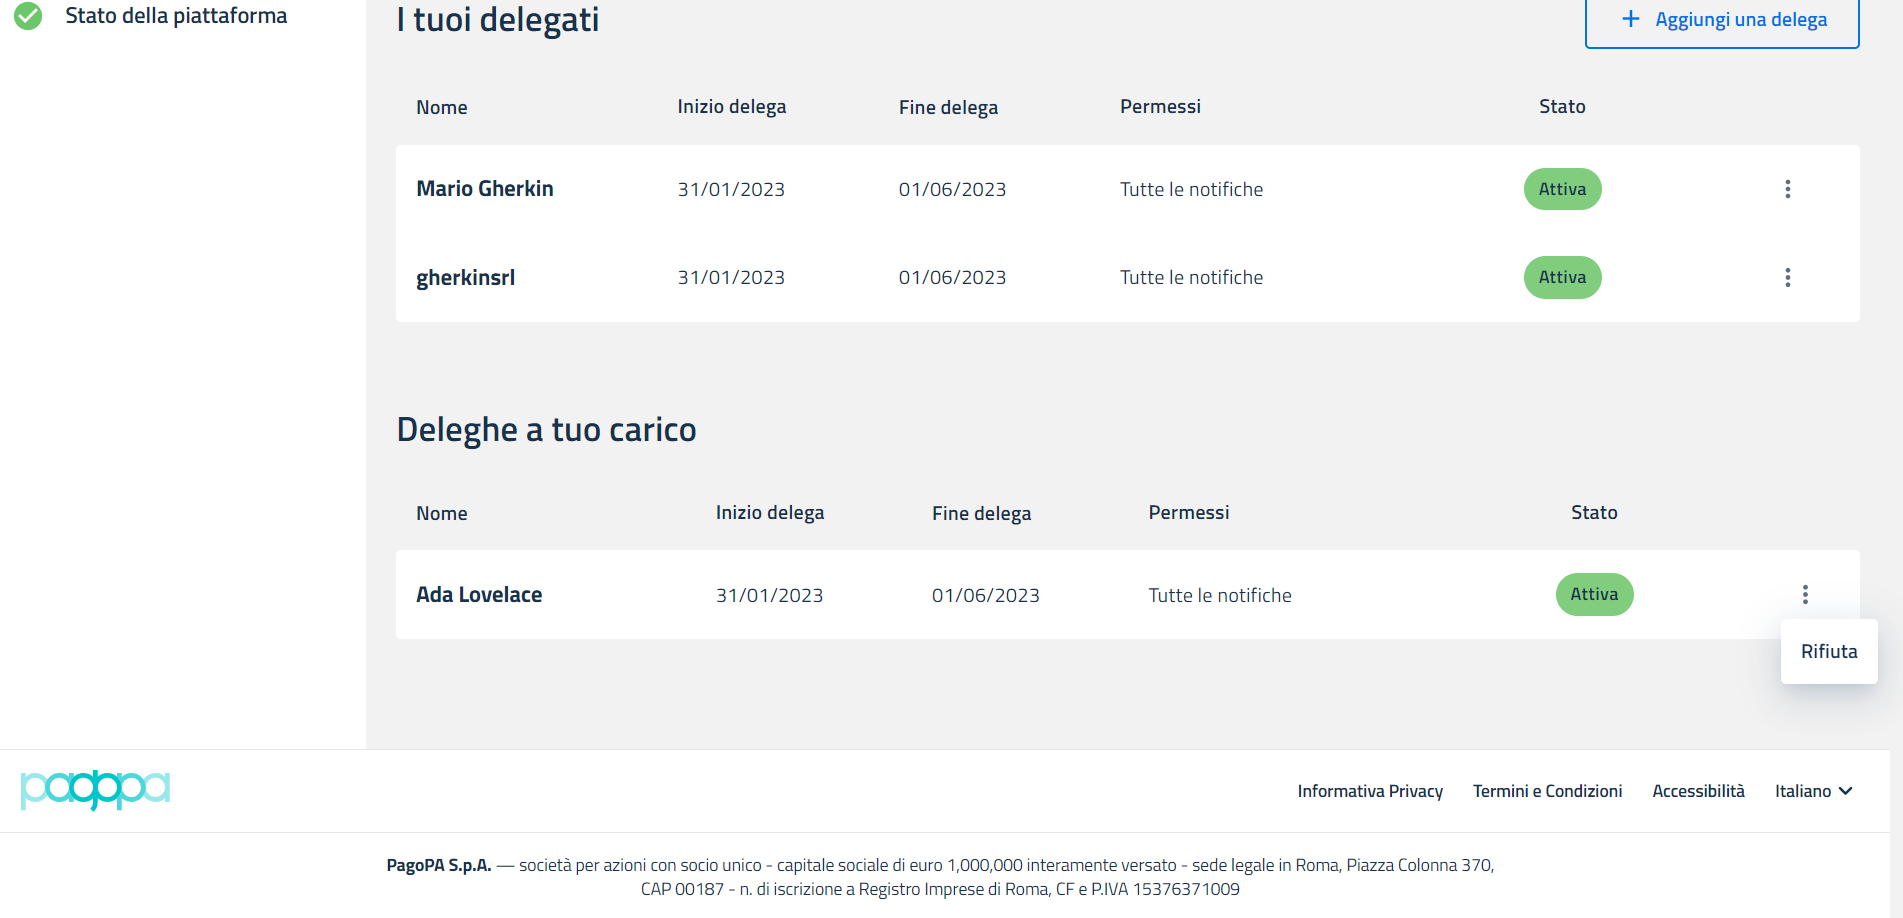 Stato della piattaforma
I tuoi delegati
+ Aggiungi una delega
Nome Inizio delega Fine delega Permessi Stato
Mario Gherkin 31/01/2023 01/06/2023 Tutte le notifiche Attiva
gherkinsrl 31/01/2023 01/06/2023 Tutte le notifiche Attiva
Deleghe a tuo carico
Nome Inizio delega Fine delega Permessi Stato
Ada Lovelace 31/01/2023 01/06/2023 Tutte le notifiche Attiva
Rifiuta
pagopa Informativa Privacy Termini e Condizioni Accessibilità Italiano
PagoPA S.p.A. — società per azioni con socio unico - capitale sociale di euro 1,000,000 interamente versato - sede legale in Roma, Piazza Colonna 370,
CAP 00187 - n. di iscrizione a Registro Imprese di Roma, CF e P.IVA 15376371009